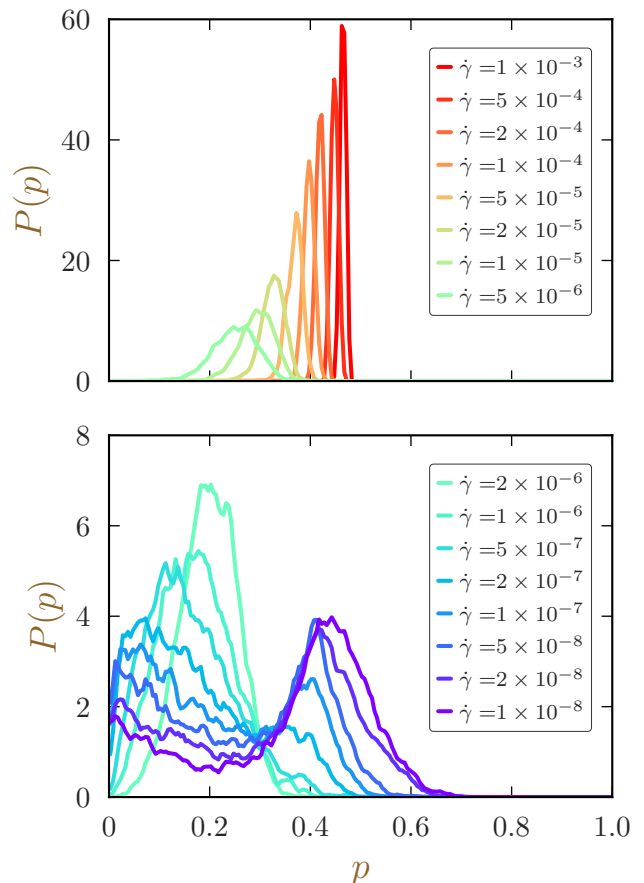 60
40
20
0
P(p)
γ̇ =1 × 10⁻³
γ̇ =5 × 10⁻⁴
γ̇ =2 × 10⁻⁴
γ̇ =1 × 10⁻⁴
γ̇ =5 × 10⁻⁵
γ̇ =2 × 10⁻⁵
γ̇ =1 × 10⁻⁵
γ̇ =5 × 10⁻⁶
8
6
4
2
0
P(p)
γ̇ =2 × 10⁻⁶
γ̇ =1 × 10⁻⁶
γ̇ =5 × 10⁻⁷
γ̇ =2 × 10⁻⁷
γ̇ =1 × 10⁻⁷
γ̇ =5 × 10⁻⁸
γ̇ =2 × 10⁻⁸
γ̇ =1 × 10⁻⁸
0 0.2 0.4 0.6 0.8 1.0
p